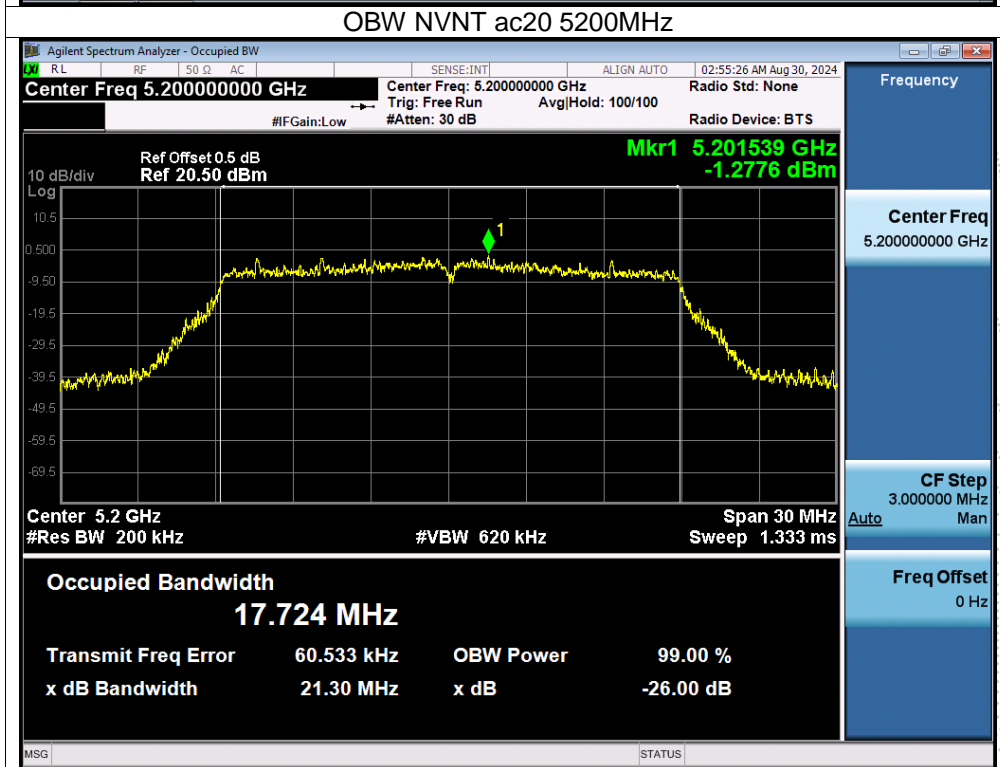 OBW NVNT ac20 5200MHz
Agilent Spectrum Analyzer - Occupied BW
LXI RL RF 50 Ω AC SENSE:INT ALIGN AUTO 02:55:26 AM Aug 30, 2024
Center Freq 5.200000000 GHz
Center Freq: 5.200000000 GHz Radio Std: None
Trig: Free Run Avg|Hold: 100/100
#IFGain:Low #Atten: 30 dB Radio Device: BTS
Frequency
Mkr1 5.201539 GHz
-1.2776 dBm
Ref Offset 0.5 dB
10 dB/div Ref 20.50 dBm
Log
10.5
0.500
-9.50
-19.5
-29.5
-39.5
-49.5
-59.5
-69.5
1
Center 5.2 GHz Span 30 MHz
#Res BW 200 kHz #VBW 620 kHz Sweep 1.333 ms
Occupied Bandwidth
17.724 MHz
Transmit Freq Error 60.533 kHz OBW Power 99.00 %
x dB Bandwidth 21.30 MHz x dB -26.00 dB
Center Freq
5.200000000 GHz
CF Step
3.000000 MHz
Auto Man
Freq Offset
0 Hz
MSG STATUS